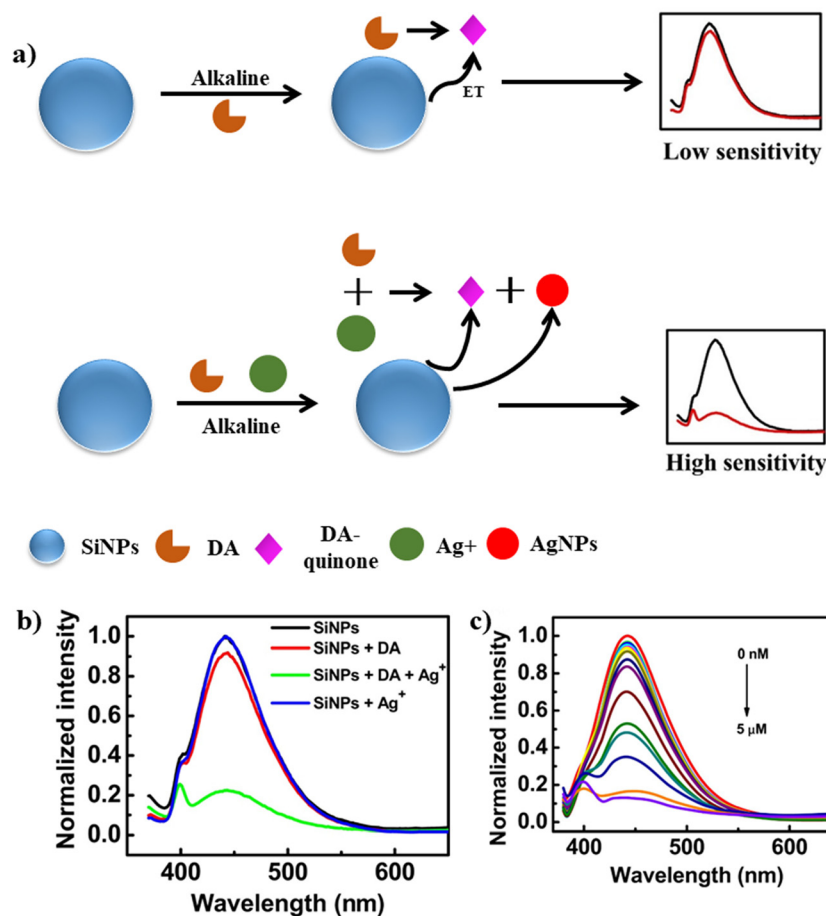 a)
Alkaline
ET
Low sensitivity
Alkaline
High sensitivity
SiNPs
DA
DA-
quinone
Ag+
AgNPs
b)
Normalized intensity
1.0
0.8
0.6
0.4
0.2
0.0
SiNPs
SiNPs + DA
SiNPs + DA + Ag⁺
SiNPs + Ag⁺
400
500
600
Wavelength (nm)
c)
Normalized intensity
1.0
0.8
0.6
0.4
0.2
0.0
0 nM
5 μM
400
500
600
Wavelength (nm)